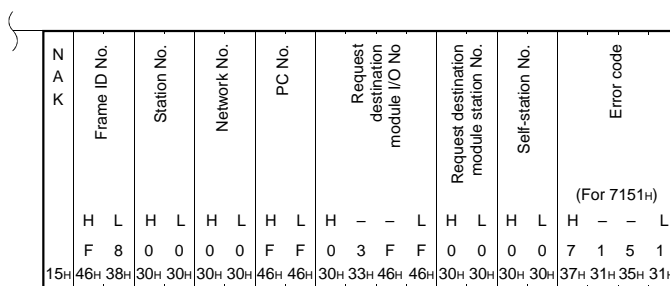 N
A
K
Frame ID No.
Station No.
Network No.
PC No.
Request
destination
module I/O No
Request destination
module station No.
Self-station No.
Error code
(For 7151H)
H L H L H L H L H – – L H L H L H – – L
F 8 0 0 0 0 F F 0 3 F F 0 0 0 0 7 1 5 1
15H 46H 38H 30H 30H 30H 30H 46H 46H 30H 33H 46H 46H 30H 30H 30H 30H 37H 31H 35H 31H